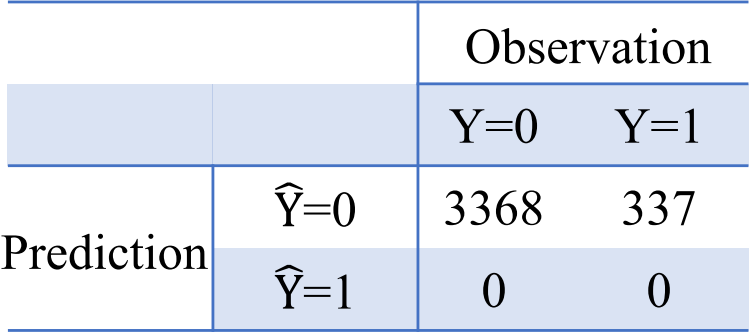 Observation
Y=0 Y=1
Prediction
Ŷ=0 3368 337
Ŷ=1 0 0